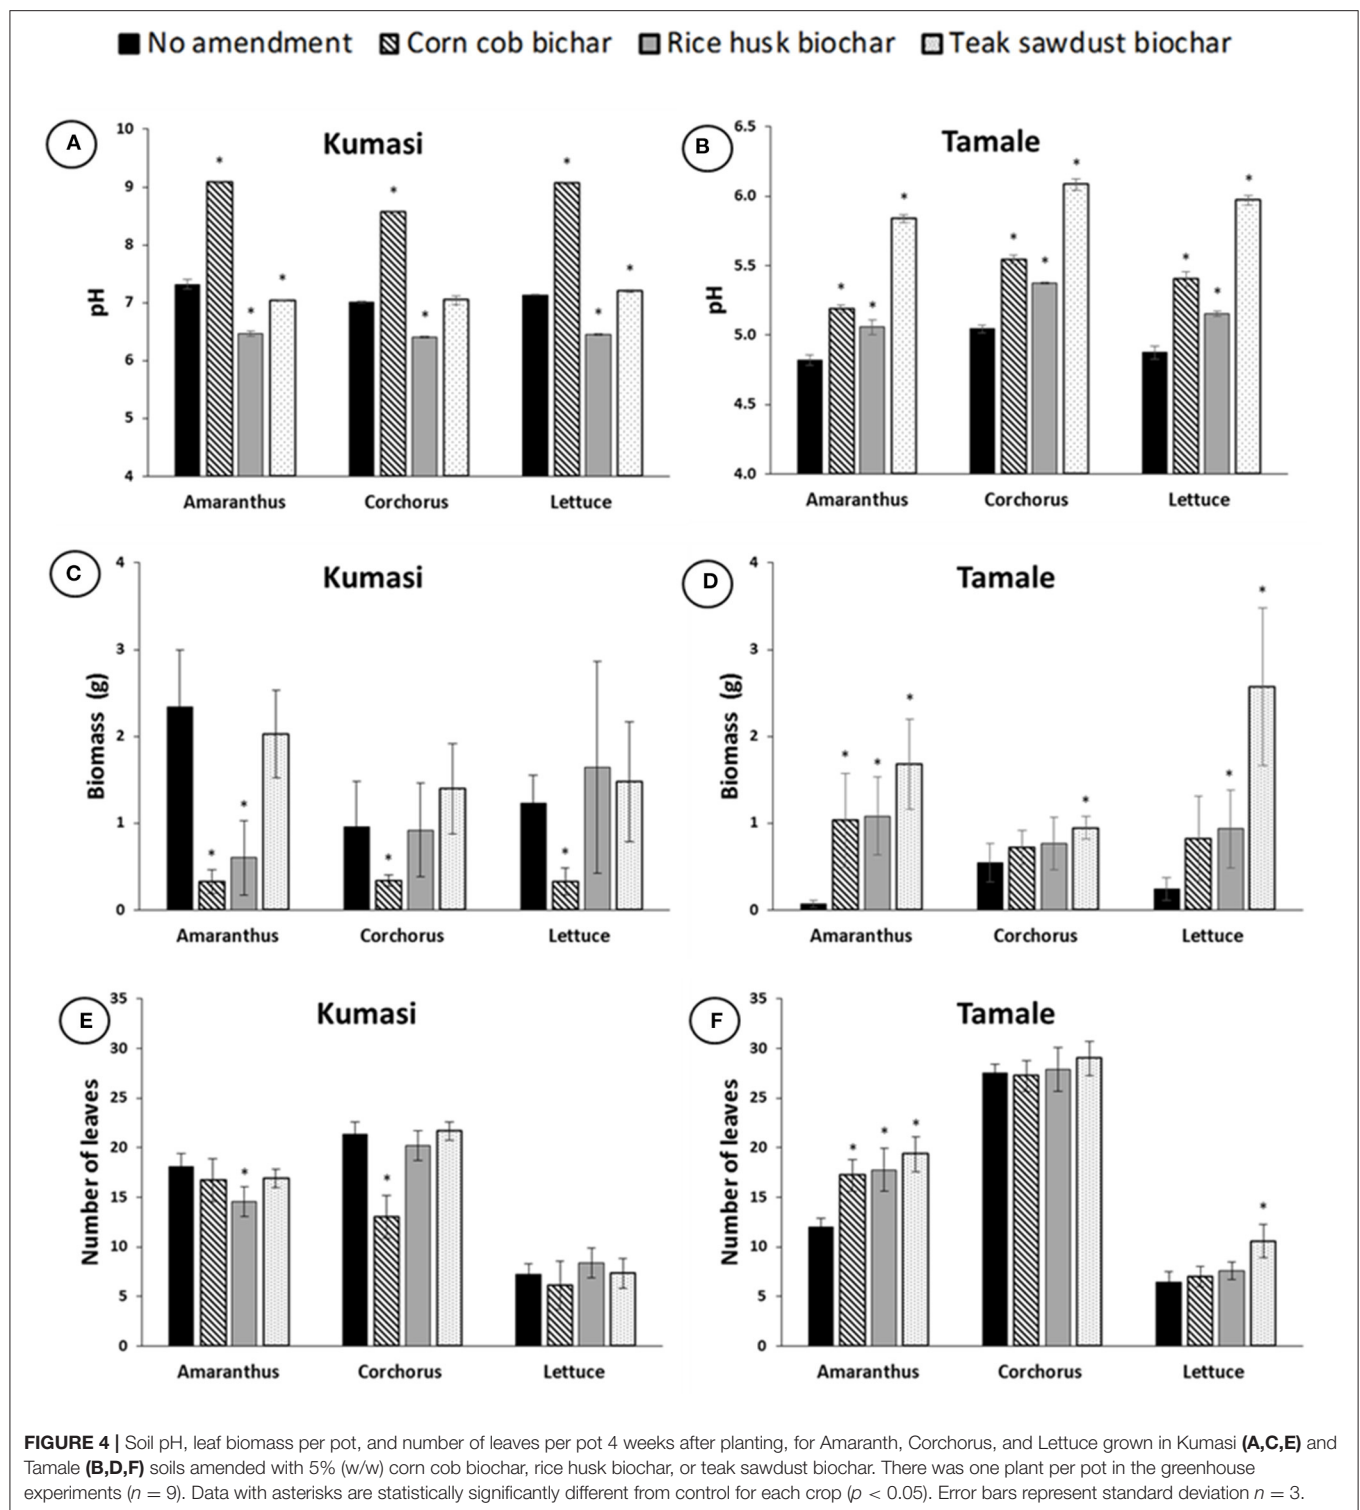 No amendment Corn cob bichar Rice husk biochar Teak sawdust biochar
A
Kumasi
10
9
8
7
6
5
4
pH
*
*
*
*
*
*
*
*
Amaranthus Corchorus Lettuce
B
Tamale
6.5
6.0
5.5
5.0
4.5
4.0
pH
*
*
*
*
*
*
*
*
*
Amaranthus Corchorus Lettuce
C
Kumasi
4
3
2
1
0
Biomass (g)
*
*
*
*
Amaranthus Corchorus Lettuce
D
Tamale
4
3
2
1
0
Biomass (g)
*
*
*
*
*
*
Amaranthus Corchorus Lettuce
E
Kumasi
35
30
25
20
15
10
5
0
Number of leaves
*
*
Amaranthus Corchorus Lettuce
F
Tamale
35
30
25
20
15
10
5
0
Number of leaves
*
*
*
*
Amaranthus Corchorus Lettuce
FIGURE 4 | Soil pH, leaf biomass per pot, and number of leaves per pot 4 weeks after planting, for Amaranth, Corchorus, and Lettuce grown in Kumasi (A,C,E) and
Tamale (B,D,F) soils amended with 5% (w/w) corn cob biochar, rice husk biochar, or teak sawdust biochar. There was one plant per pot in the greenhouse
experiments (n = 9). Data with asterisks are statistically significantly different from control for each crop (p < 0.05). Error bars represent standard deviation n = 3.